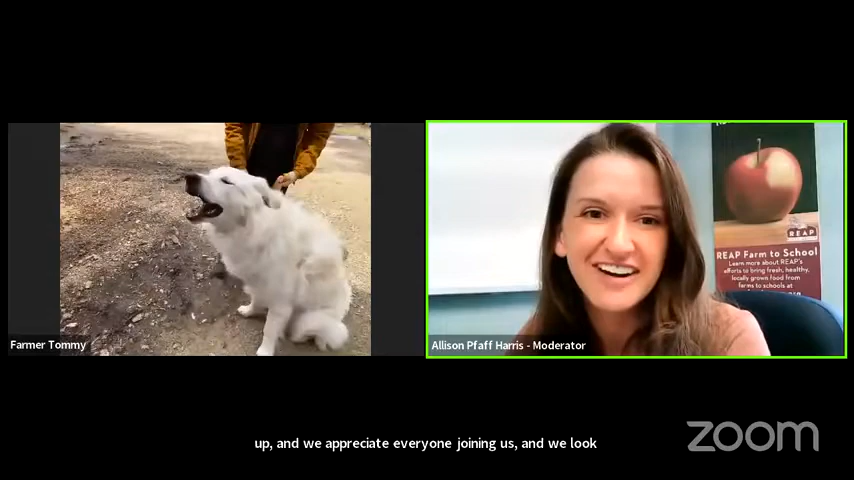 REAP
REAP Farm to School
Learn more about REAP's
efforts to bring fresh, healthy,
locally grown food from
farms to schools at
Farmer Tommy
Allison Pfaff Harris - Moderator
up, and we appreciate everyone joining us, and we look
zoom